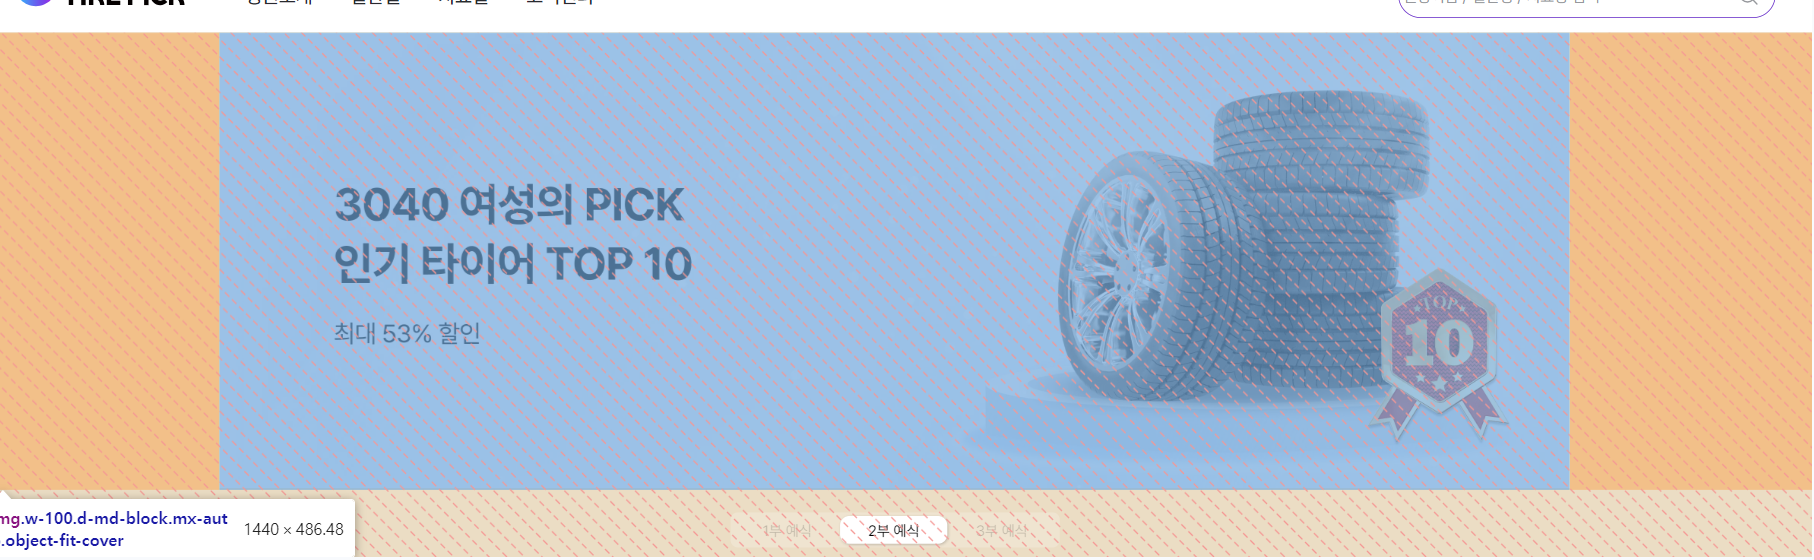 3040 여성의 PICK
인기 타이어 TOP 10
최대 53% 할인
TOP
10
mg.w-100.d-md-block.mx-aut
.object-fit-cover
1440 × 486.48
1부 예식 2부 예식 3부 예식